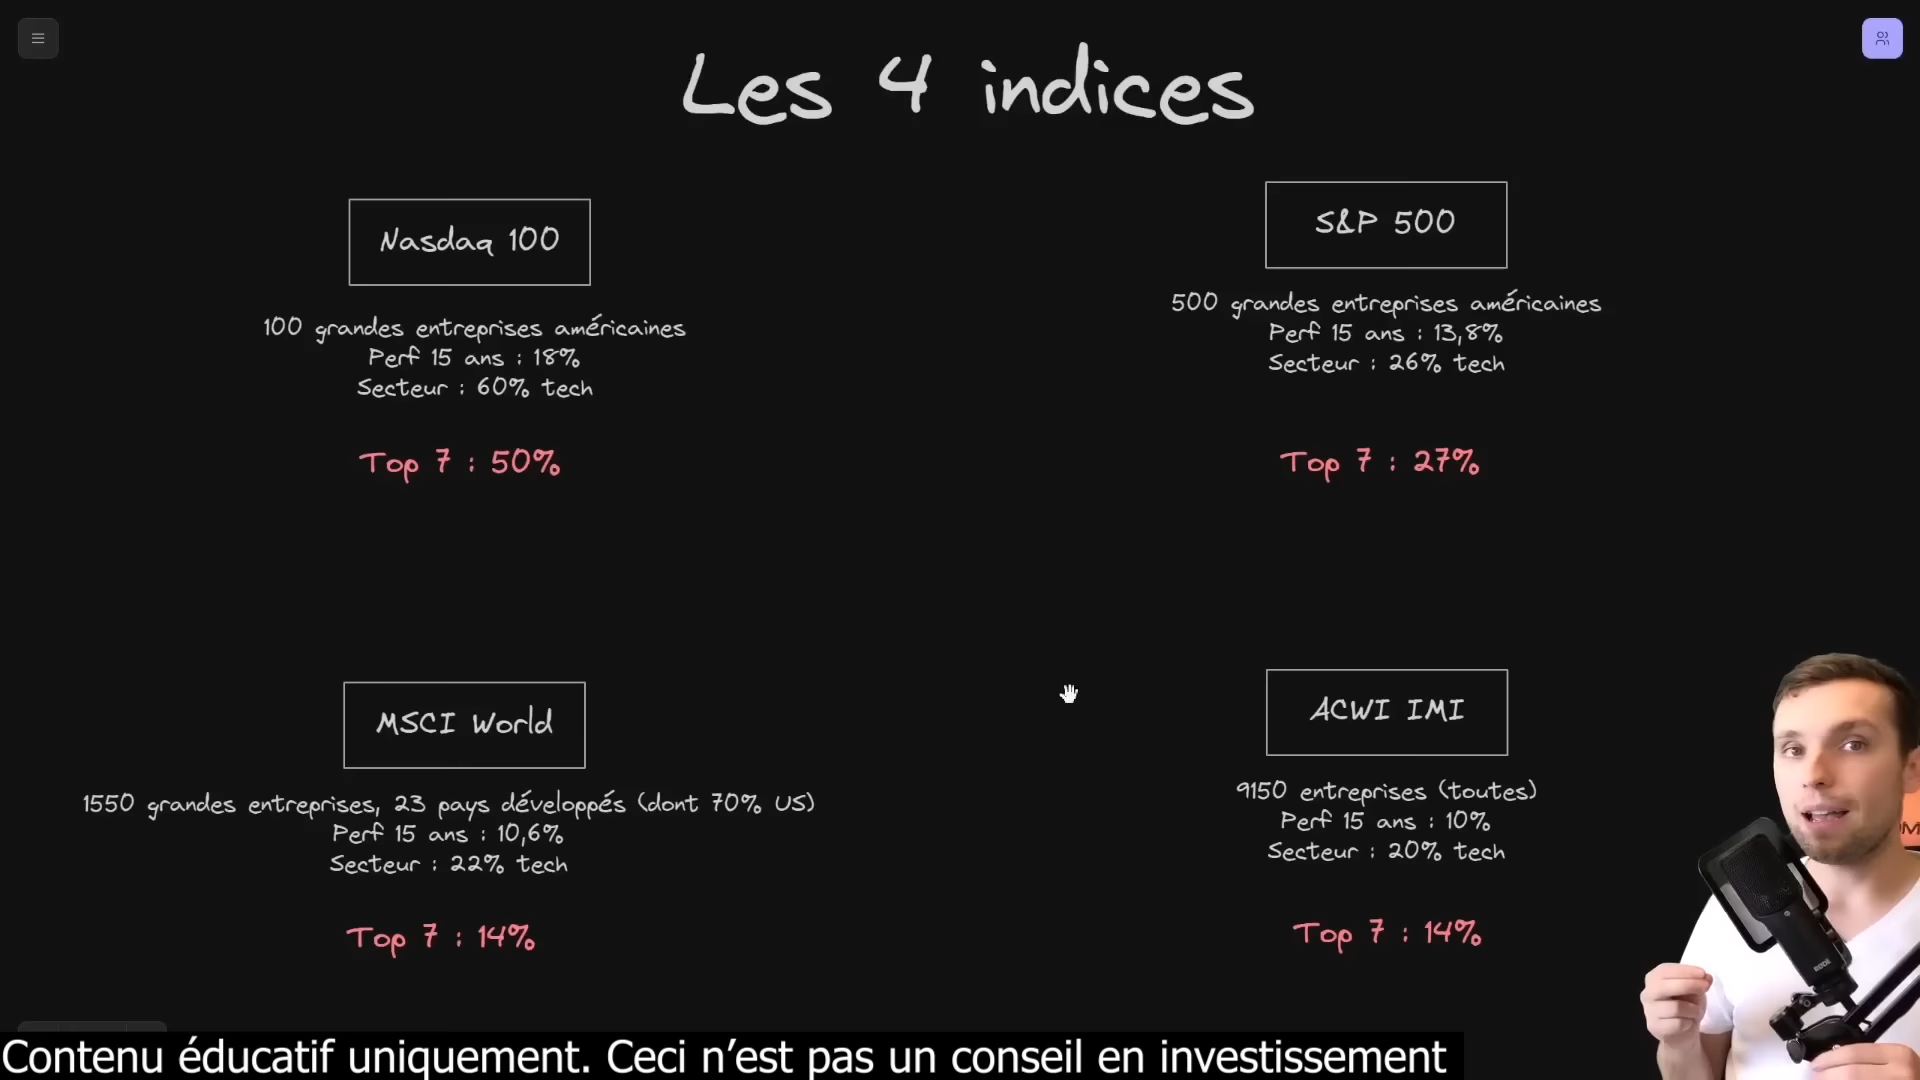 Les 4 indices
Nasdaq 100
100 grandes entreprises américaines
Perf 15 ans : 18%
Secteur : 60% tech
Top 7 : 50%
S&P 500
500 grandes entreprises américaines
Perf 15 ans : 13,8%
Secteur : 26% tech
Top 7 : 27%
MSCI World
1550 grandes entreprises, 23 pays développés (dont 70% US)
Perf 15 ans : 10,6%
Secteur : 22% tech
Top 7 : 14%
ACWI IMI
9150 entreprises (toutes)
Perf 15 ans : 10%
Secteur : 20% tech
Top 7 : 14%
RODE
Contenu éducatif uniquement. Ceci n’est pas un conseil en investissement